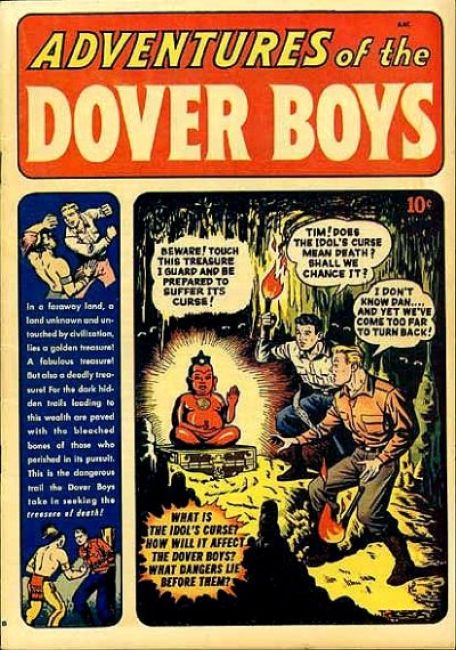 ADVENTURES of the
DOVER BOYS
10¢
BEWARE! TOUCH
THIS TREASURE
I GUARD AND BE
PREPARED TO
SUFFER ITS
CURSE!
TIM! DOES
THE IDOL'S CURSE
MEAN DEATH?
SHALL WE
CHANCE IT?
I DON'T
KNOW DAN....
AND YET WE'VE
COME TOO FAR
TO TURN BACK!
In a faraway land, a
land unknown and un-
touched by civilization,
lies a golden treasure!
A fabulous treasure!
But also a deadly trea-
sure! For the dark hid-
den trails leading to
this wealth are paved
with the bleached
bones of those who
perished in its pursuit.
This is the dangerous
trail the Dover Boys
take in seeking the
treasure of death!
WHAT IS
THE IDOL'S CURSE?
HOW WILL IT AFFECT
THE DOVER BOYS?
WHAT DANGERS LIE
BEFORE THEM?